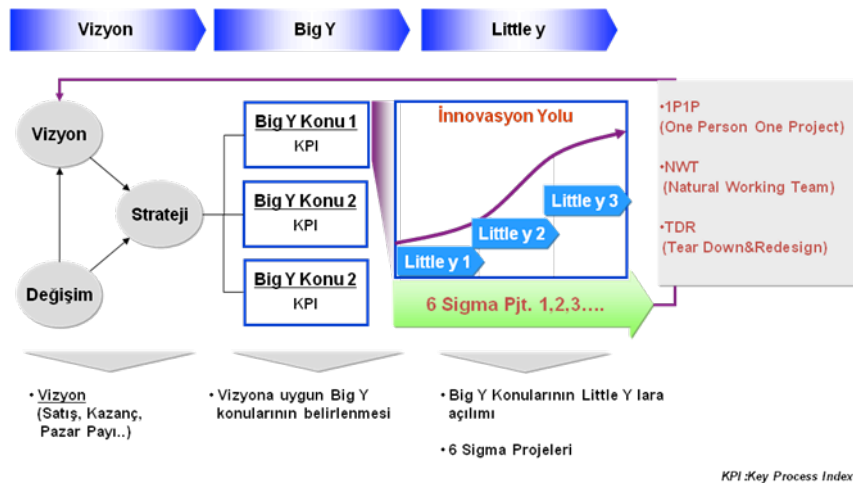 Vizyon
Big Y
Little y
Vizyon
Strateji
Değişim
Big Y Konu 1
KPI
Big Y Konu 2
KPI
Big Y Konu 2
KPI
İnnovasyon Yolu
Little y 1
Little y 2
Little y 3
6 Sigma Pjt. 1,2,3....
•1P1P
(One Person One Project)
•NWT
(Natural Working Team)
•TDR
(Tear Down&Redesign)
• Vizyon
(Satış, Kazanç,
Pazar Payı..)
• Vizyona uygun Big Y
konularının belirlenmesi
• Big Y Konularının Little Y lara
açılımı
• 6 Sigma Projeleri
KPI :Key Process Index